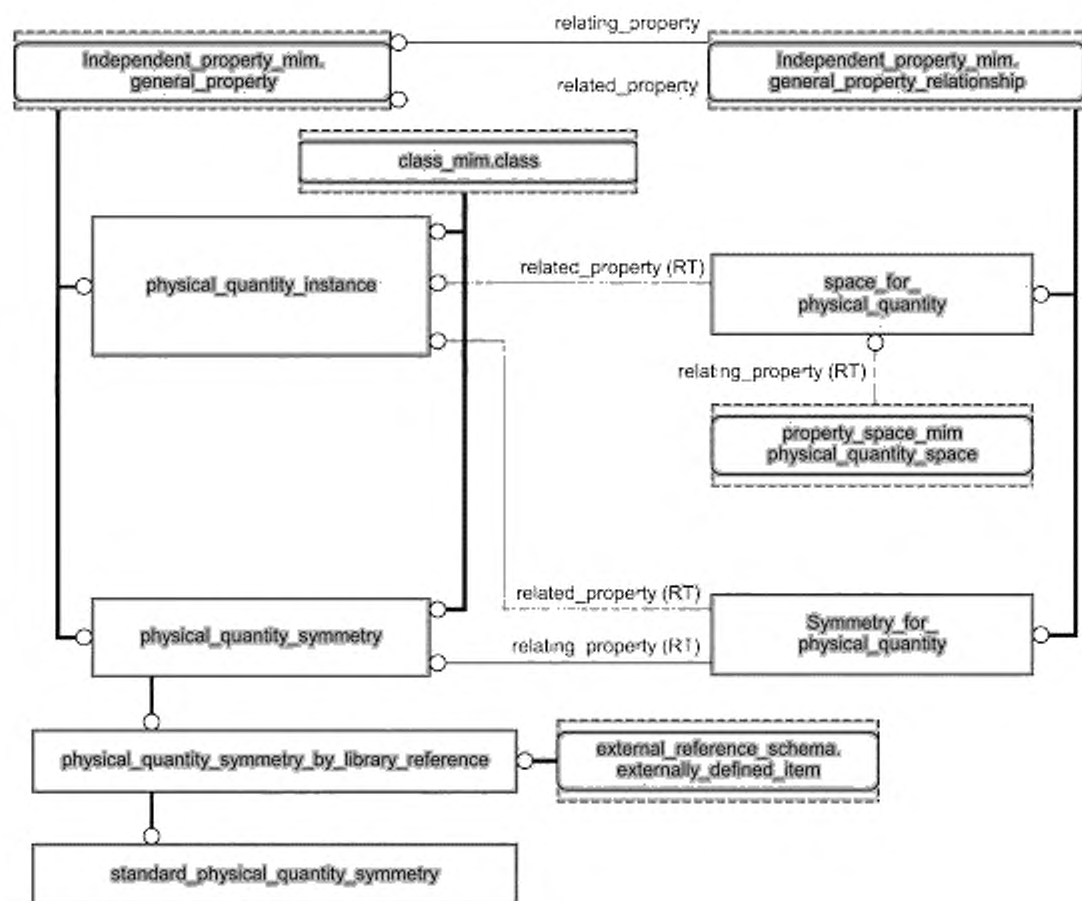 relating_property
Independent_property_mim.
general_property
Independent_property_mim.
general_property_relationship
related_property
class_mim.class
physical_quantity_instance
related_property (RT)
space_for_
physical_quantity
relating_property (RT)
property_space_mim
physical_quantity_space
related_property (RT)
physical_quantity_symmetry
Symmetry_for_
physical_quantity
relating_property (RT)
physical_quantity_symmetry_by_library_reference
external_reference_schema.
externally_defined_item
standard_physical_quantity_symmetry